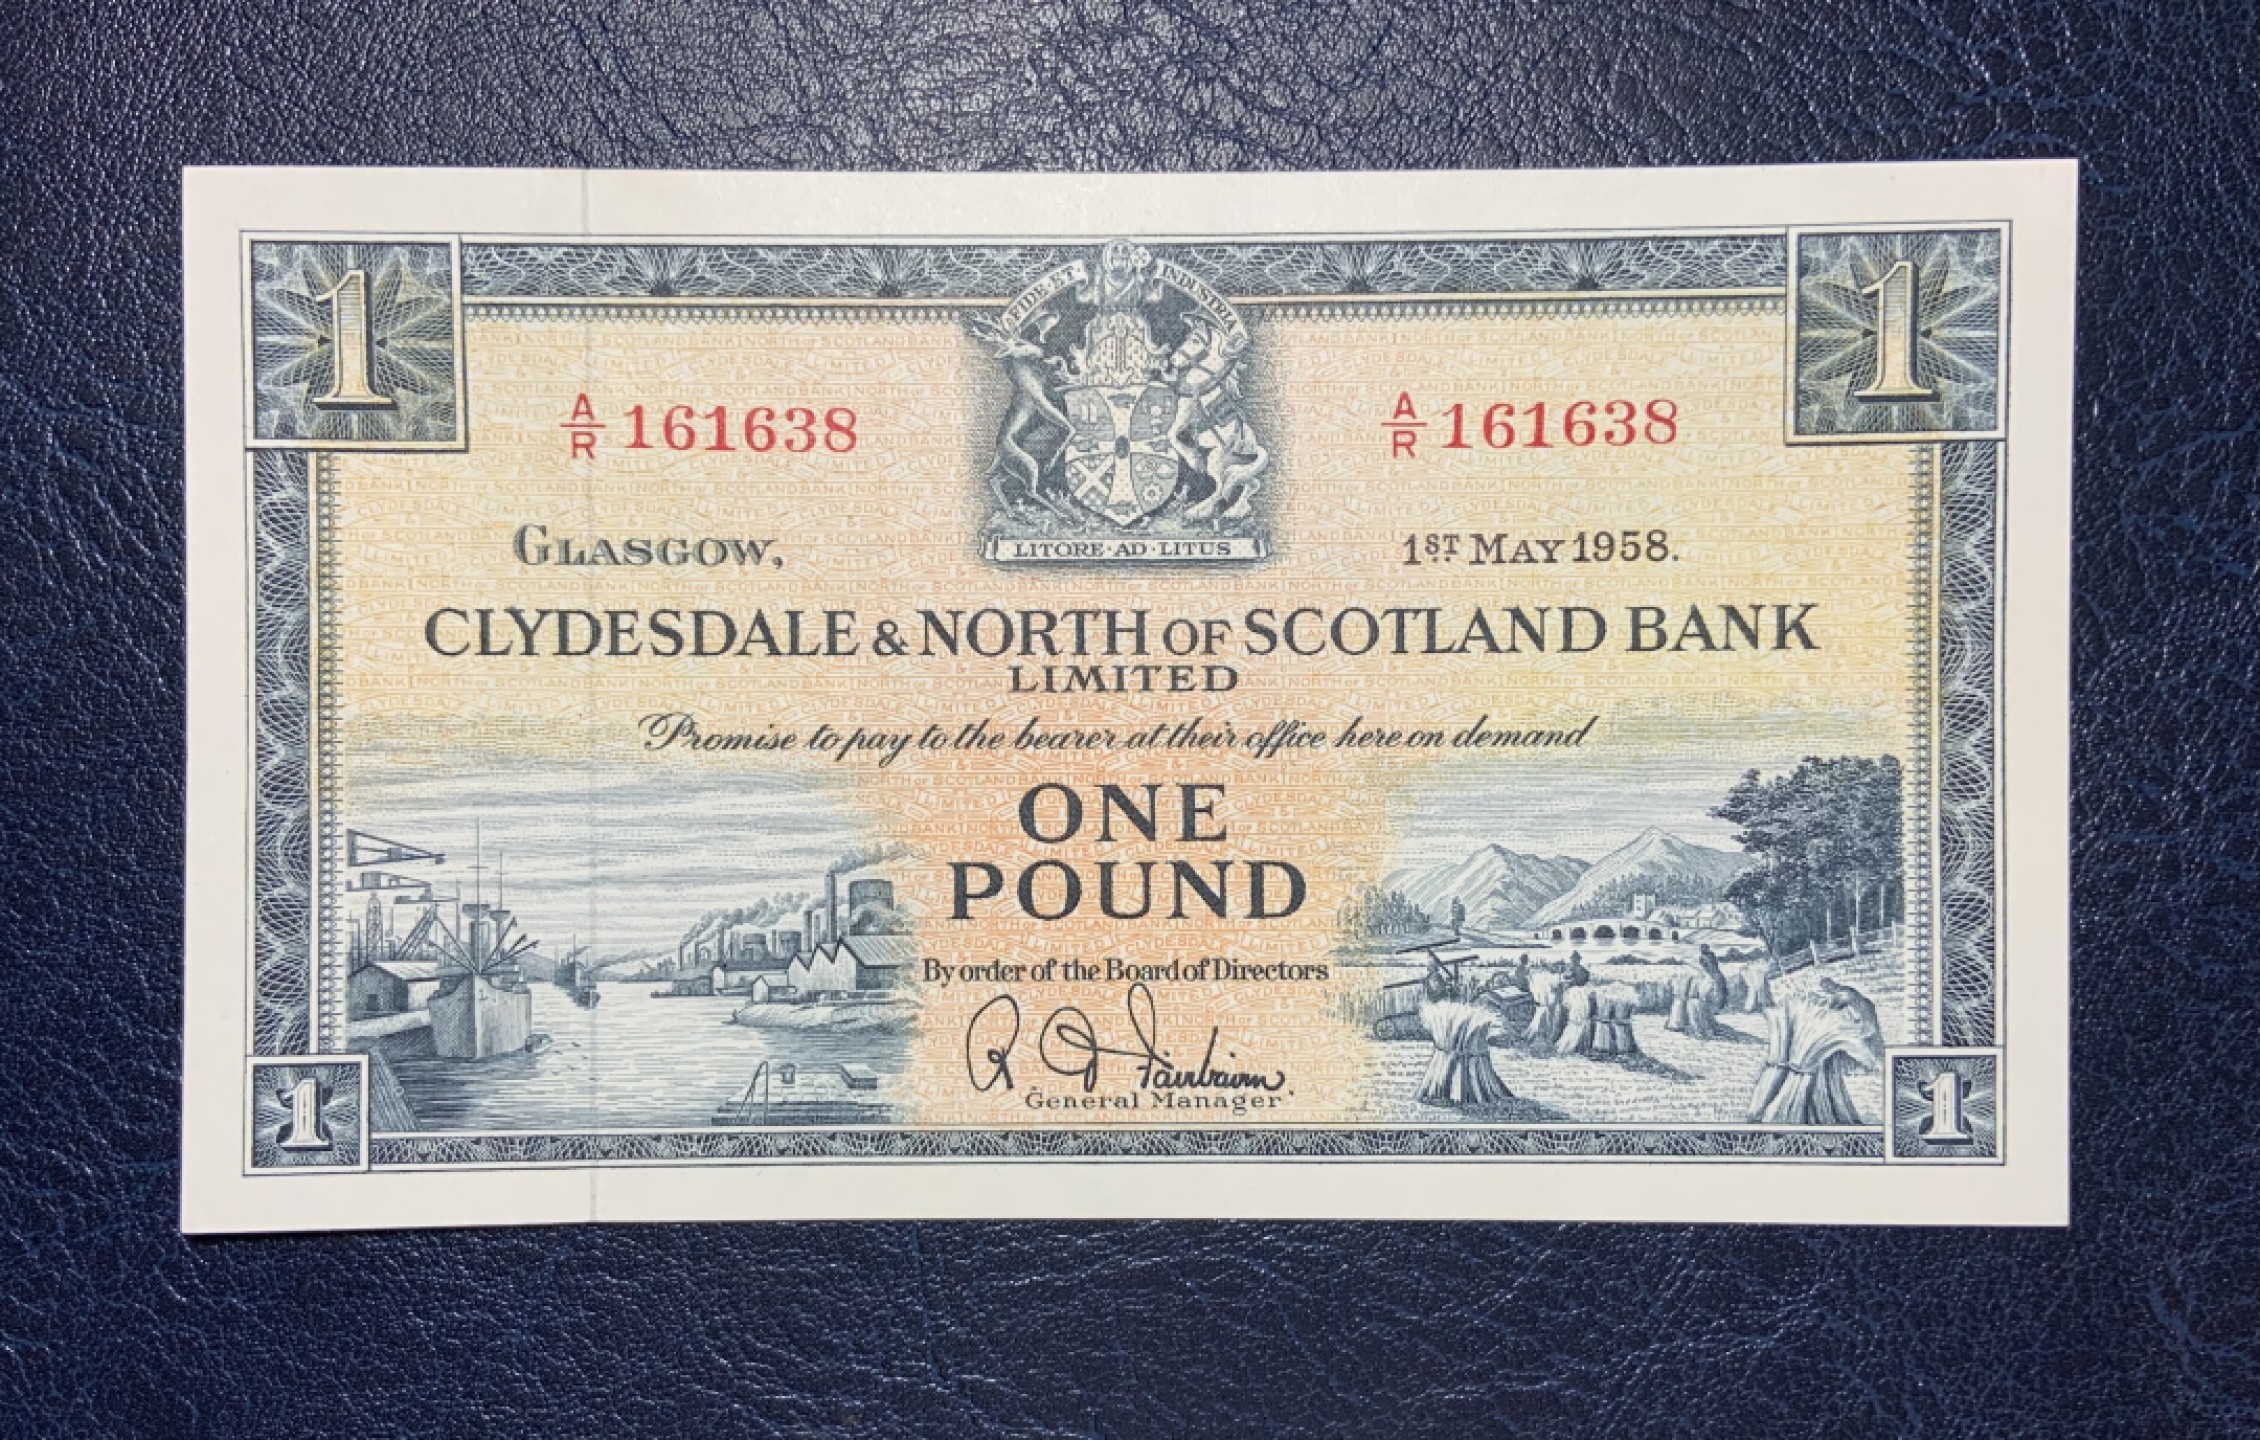 1 1
FIDE·ET· INDUSTRIA
A/R 161638 A/R 161638
LITORE·AD·LITUS
GLASGOW, 1ST MAY 1958.
CLYDESDALE & NORTH OF SCOTLAND BANK
LIMITED
Promise to pay to the bearer at their office here on demand
ONE
POUND
By order of the Board of Directors
R D Fairbairn
General Manager
1 1